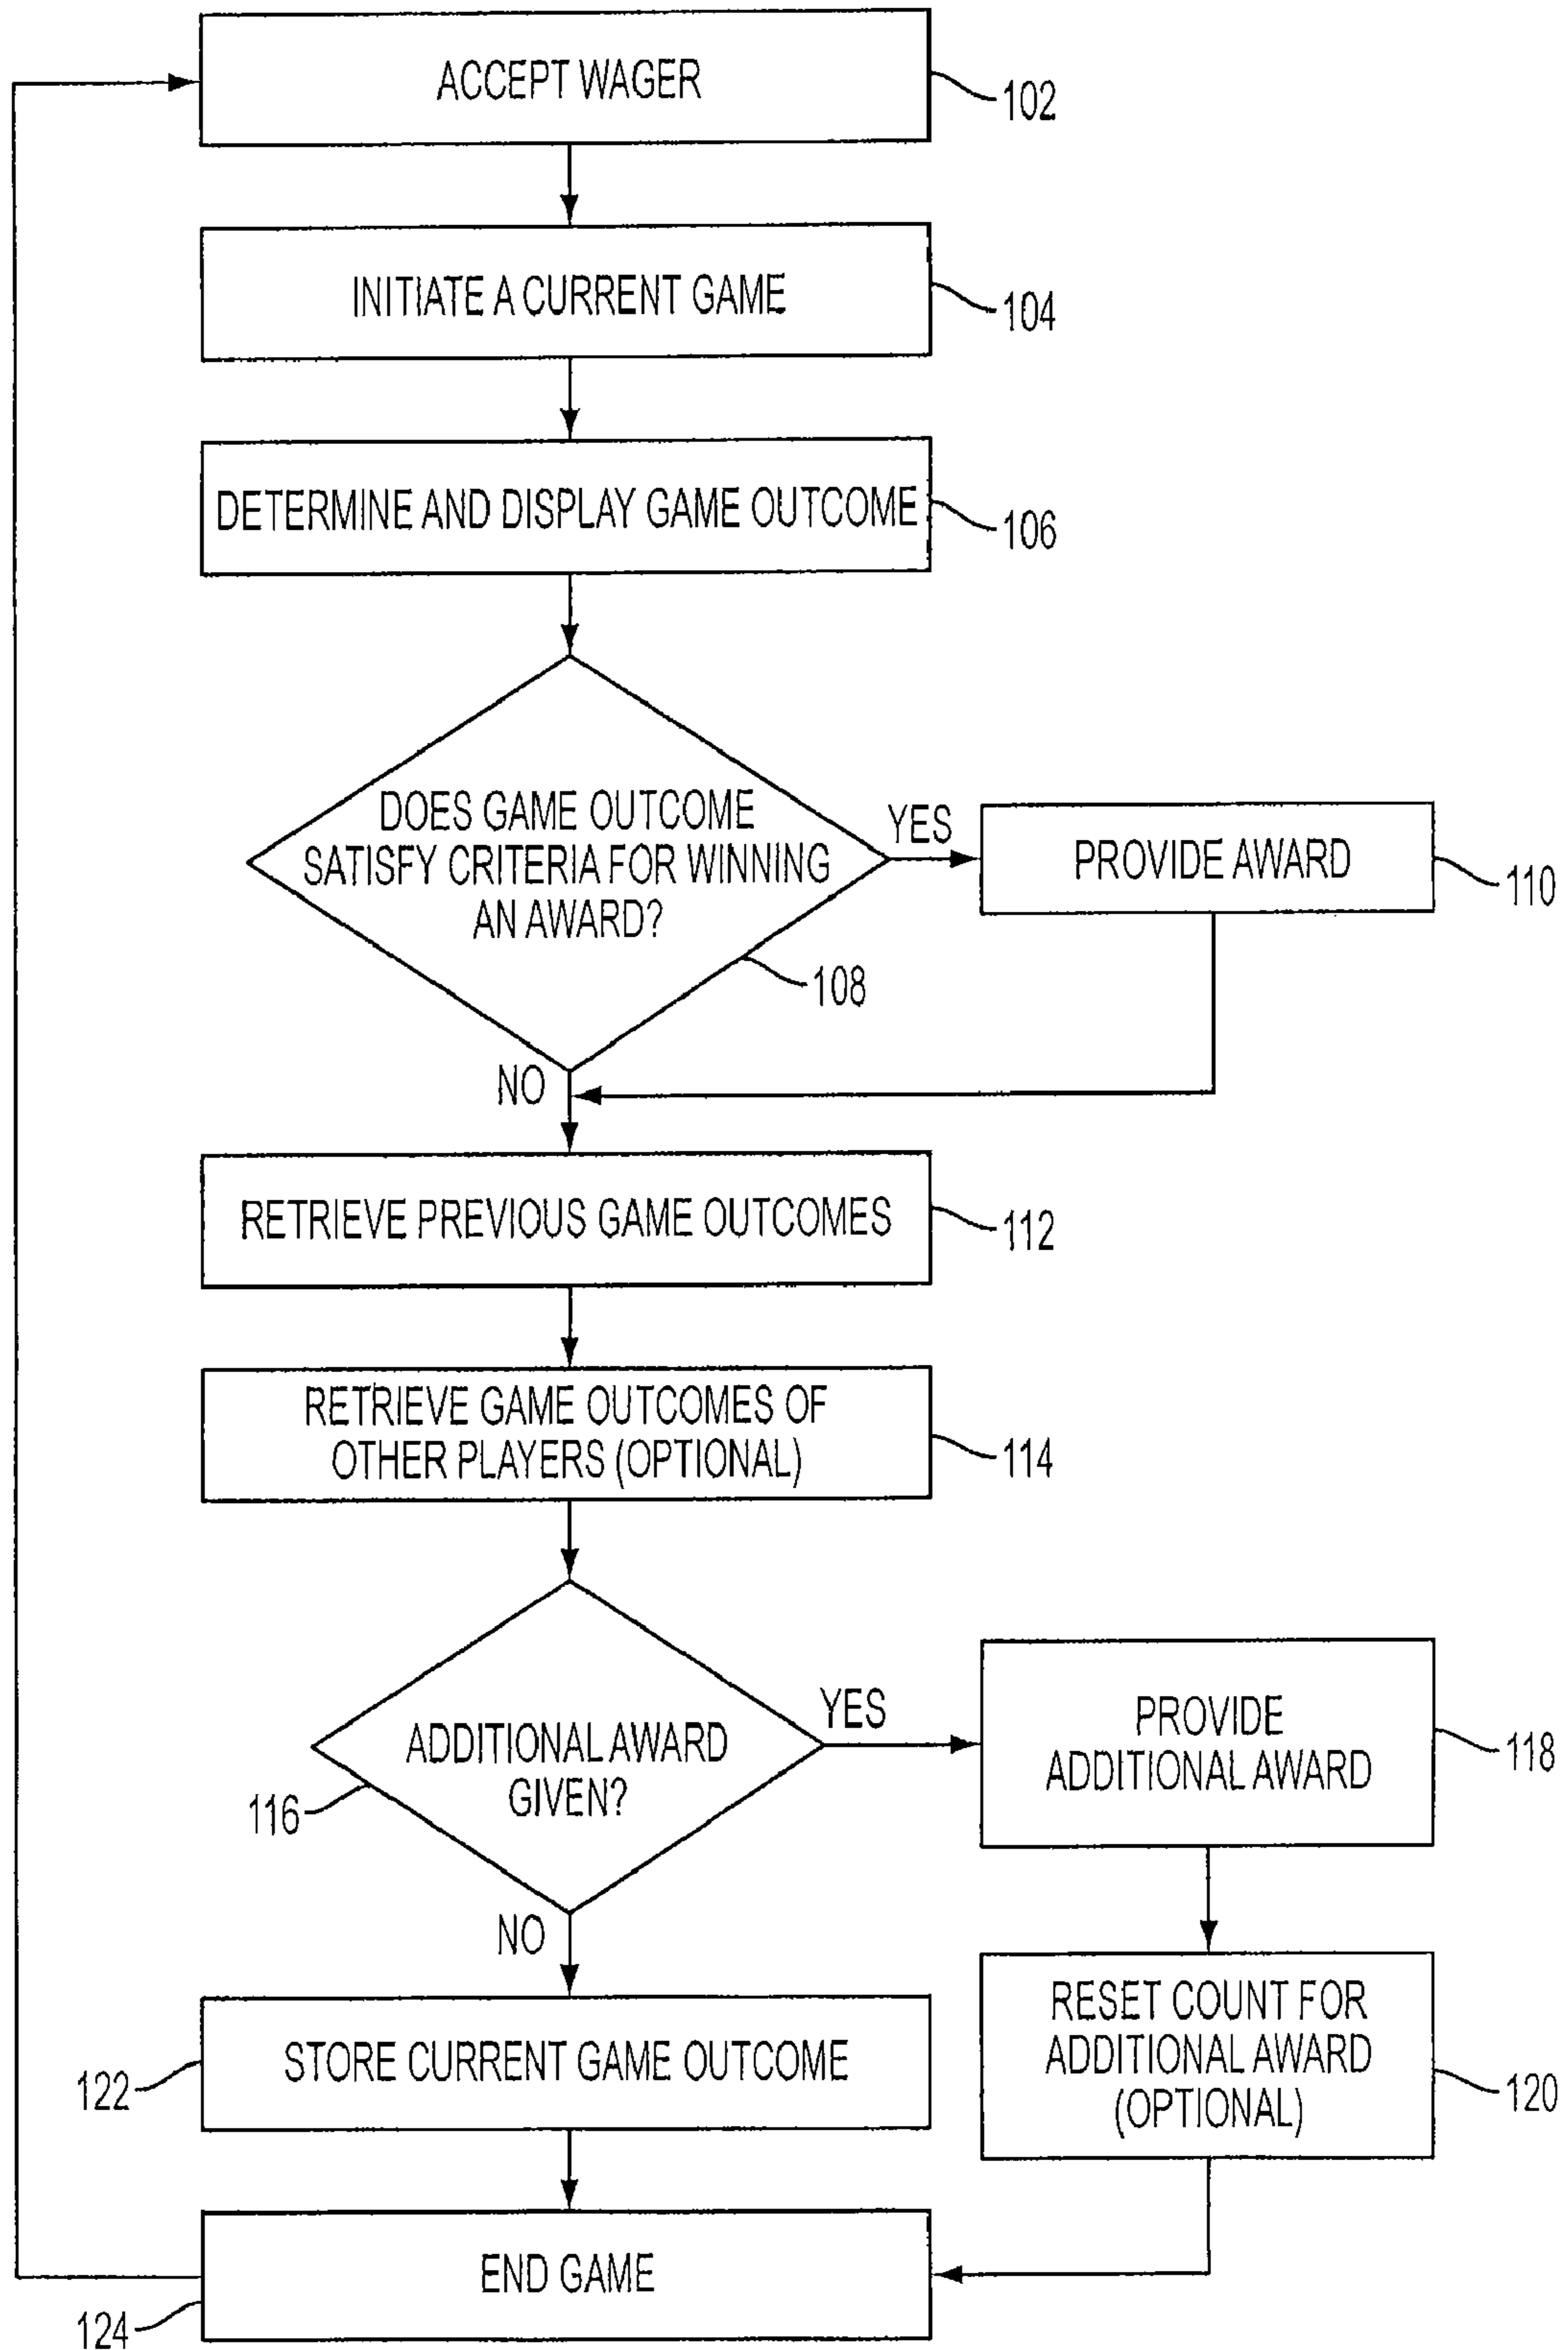 ACCEPT WAGER
102
INITIATE A CURRENT GAME
104
DETERMINE AND DISPLAY GAME OUTCOME
106
DOES GAME OUTCOME
SATISFY CRITERIA FOR WINNING
AN AWARD?
108
YES
PROVIDE AWARD
110
NO
RETRIEVE PREVIOUS GAME OUTCOMES
112
RETRIEVE GAME OUTCOMES OF
OTHER PLAYERS (OPTIONAL)
114
ADDITIONAL AWARD
GIVEN?
116
YES
PROVIDE
ADDITIONAL AWARD
118
NO
RESET COUNT FOR
ADDITIONAL AWARD
(OPTIONAL)
120
STORE CURRENT GAME OUTCOME
122
END GAME
124